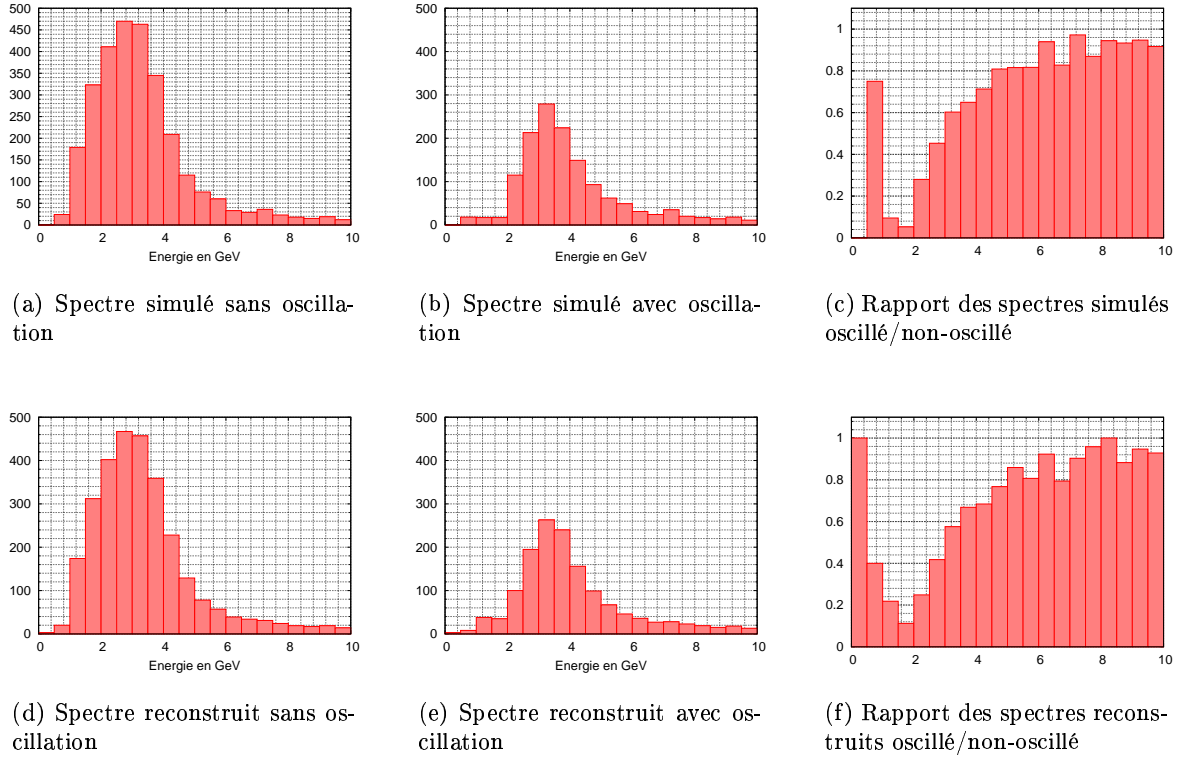 500
450
400
350
300
250
200
150
100
50
0
0 2 4 6 8 10
Energie en GeV
(a) Spectre simulé sans oscilla-
tion
500
400
300
200
100
0
0 2 4 6 8 10
Energie en GeV
(b) Spectre simulé avec oscilla-
tion
1
0.8
0.6
0.4
0.2
0
0 2 4 6 8 10
(c) Rapport des spectres simulés
oscillé/non-oscillé
500
400
300
200
100
0
0 2 4 6 8 10
Energie en GeV
(d) Spectre reconstruit sans os-
cillation
500
400
300
200
100
0
0 2 4 6 8 10
Energie en GeV
(e) Spectre reconstruit avec os-
cillation
1
0.8
0.6
0.4
0.2
0
0 2 4 6 8 10
(f) Rapport des spectres recons-
truits oscillé/non-oscillé